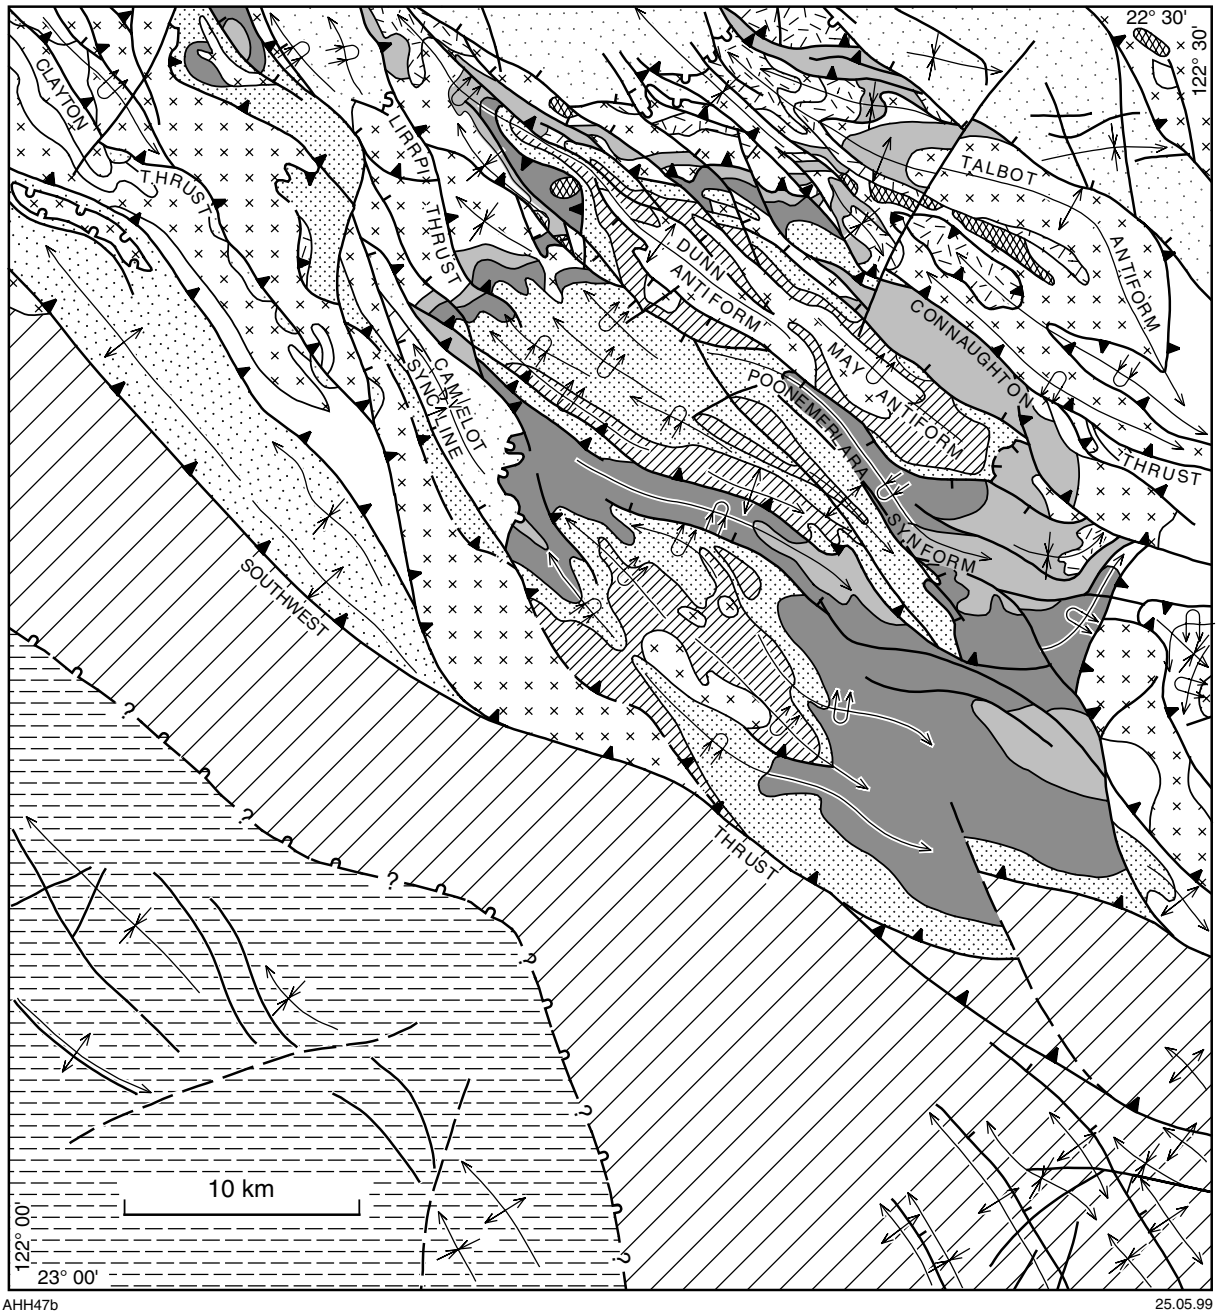 22° 30'
122° 30'
CLAYTON
THRUST
LIRRPI
THRUST
TALBOT
ANTIFORM
DUNN
ANTIFORM
CONNAUGHTON
THRUST
MAY ANTIFORM
CAMELOT
SYNCALINE
POONEMERLARA
SYNFORM
SOUTHWEST
THRUST
?
?
?
?
?
?
10 km
122° 00'
23° 00'
AHH47b
25.05.99